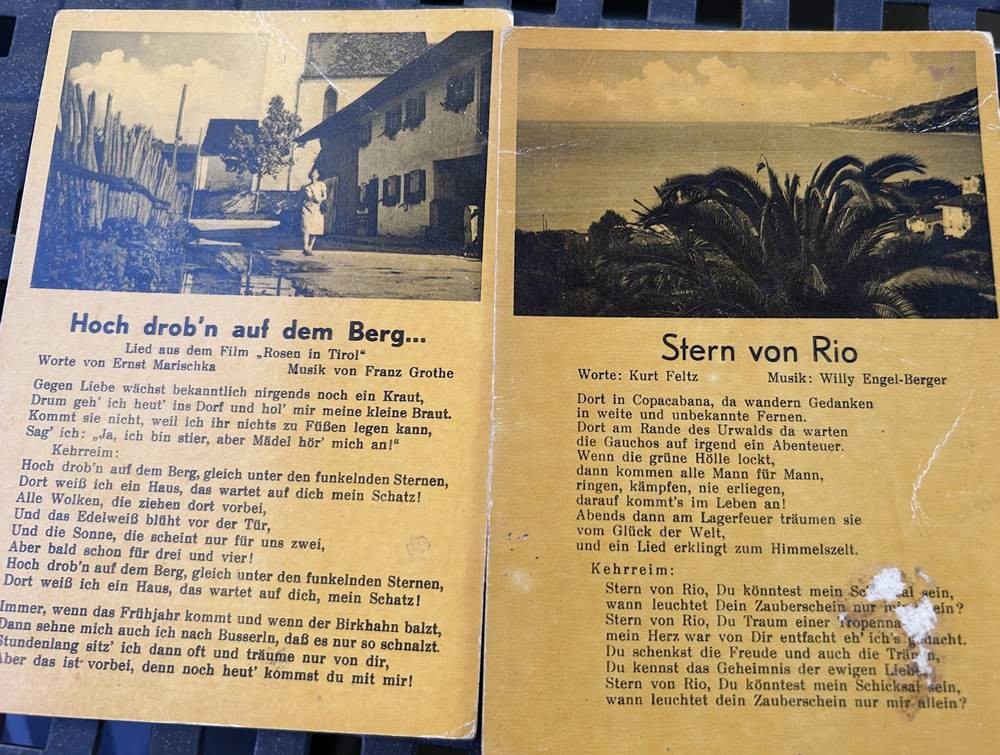 Hoch drob'n auf dem Berg...
Lied aus dem Film „Rosen in Tirol“
Worte von Ernst Marischka Musik von Franz Grothe
Gegen Liebe wächst bekanntlich nirgends noch ein Kraut,
Drum geh' ich heut' ins Dorf und hol' mir meine kleine Braut.
Kommt sie nicht, weil ich ihr nichts zu Füßen legen kann,
Sag' ich: „Ja, ich bin stier, aber Mädel hör' mich an!“
Kehrreim:
Hoch drob'n auf dem Berg, gleich unter den funkelnden Sternen,
Dort weiß ich ein Haus, das wartet auf dich mein Schatz!
Alle Wolken, die ziehen dort vorbei,
Und das Edelweiß blüht vor der Tür,
Und die Sonne, die scheint nur für uns zwei,
Aber bald schon für drei und vier!
Hoch drob'n auf dem Berg, gleich unter den funkelnden Sternen,
Dort weiß ich ein Haus, das wartet auf dich, mein Schatz!
Immer, wenn das Frühjahr kommt und wenn der Birkhahn balzt,
Dann sehne mich auch ich nach Busserln, daß es nur so schnalzt.
Stundenlang sitz' ich dann oft und träume nur von dir,
Aber das ist vorbei, denn noch heut' kommst du mit mir!
Stern von Rio
Worte: Kurt Feltz Musik: Willy Engel-Berger
Dort in Copacabana, da wandern Gedanken
in weite und unbekannte Fernen.
Dort am Rande des Urwalds da warten
die Gauchos auf irgend ein Abenteuer.
Wenn die grüne Hölle lockt,
dann kommen alle Mann für Mann,
ringen, kämpfen, nie erliegen,
darauf kommt's im Leben an!
Abends dann am Lagerfeuer träumen sie
vom Glück der Welt,
und ein Lied erklingt zum Himmelszelt.
Kehrreim:
Stern von Rio, Du könntest mein Schicksal sein,
wann leuchtet Dein Zauberschein nur mir allein?
Stern von Rio, Du Traum einer Tropenna
mein Herz war von Dir entfacht eh' ich's gedacht.
Du schenkst die Freude und auch die Tränen,
Du kennst das Geheimnis der ewigen Liebe.
Stern von Rio, Du könntest mein Schicksal sein,
wann leuchtet dein Zauberschein nur mir allein?